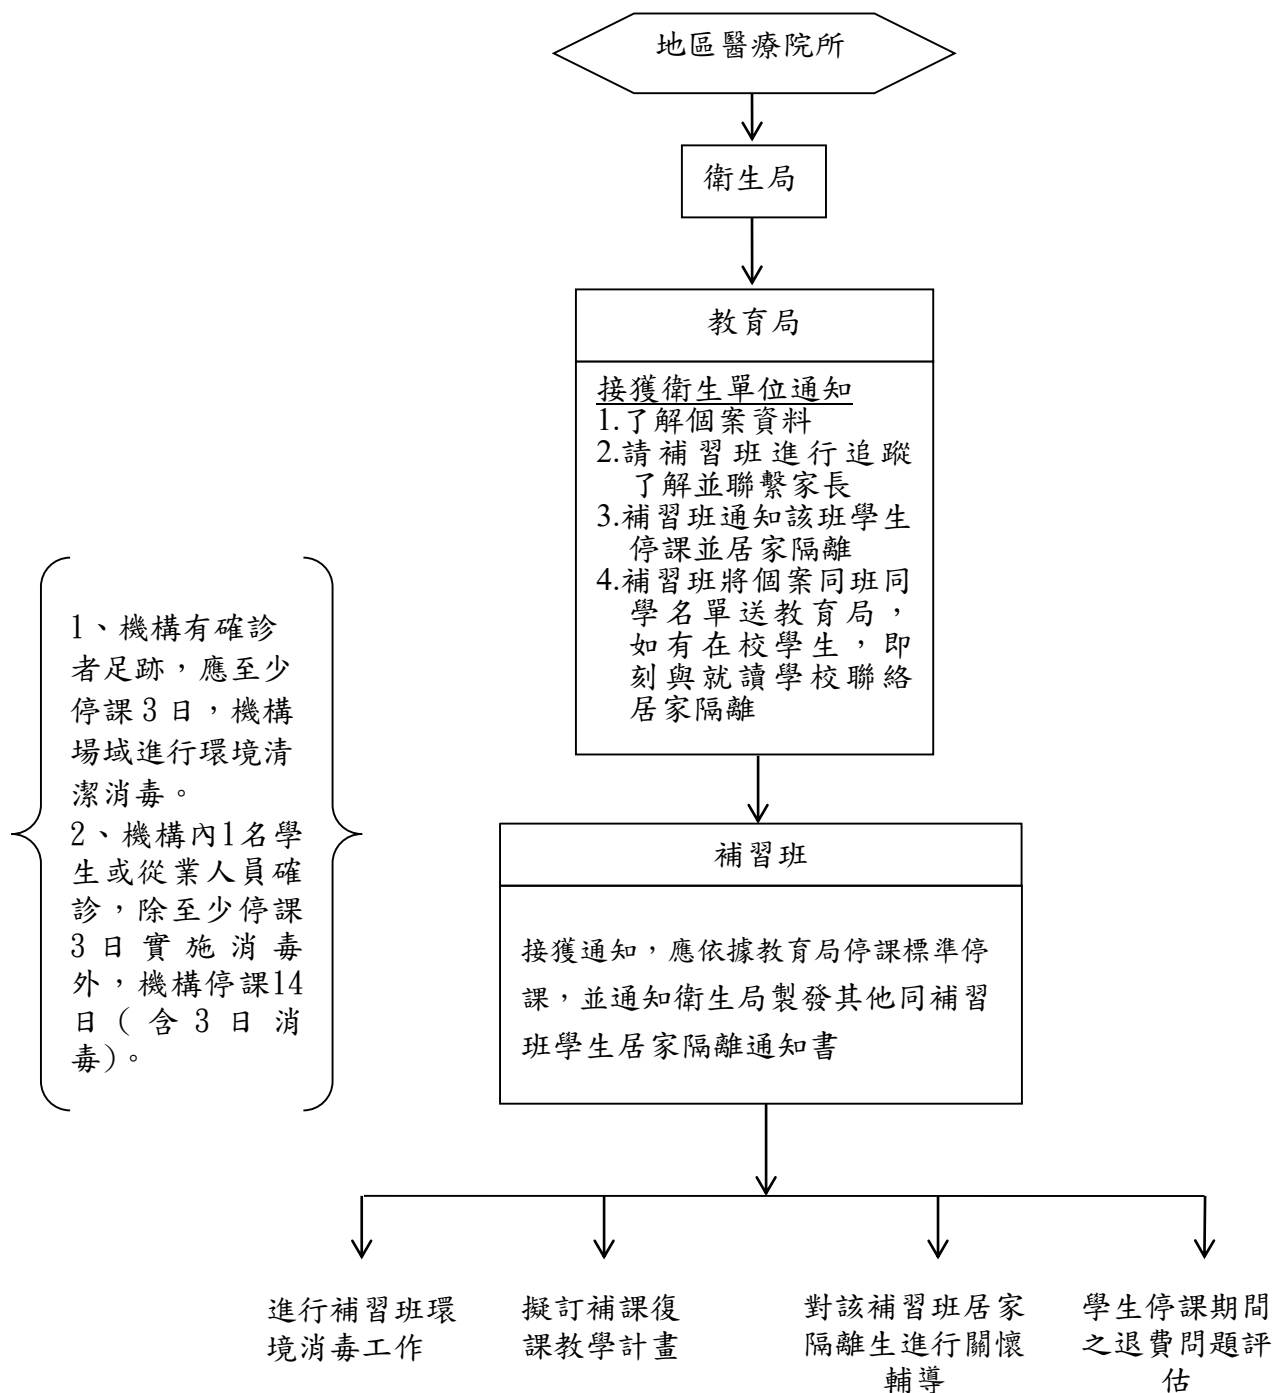 地區醫療院所
衛生局
教育局
接獲衛生單位通知
1.了解個案資料
2.請補習班進行追蹤
了解並聯繫家長
3.補習班通知該班學生
停課並居家隔離
4.補習班將個案同班同
學名單送教育局，
如有在校學生，即
刻與就讀學校聯絡
居家隔離
1、機構有確診
者足跡，應至少
停課3日，機構
場域進行環境清
潔消毒。
2、機構內1名學
生或從業人員確
診，除至少停課
3日實施消毒
外，機構停課14
日（含3日消
毒）。
補習班
接獲通知，應依據教育局停課標準停
課，並通知衛生局製發其他同補習
班學生居家隔離通知書
進行補習班環
境消毒工作
擬訂補課復
課教學計畫
對該補習班居家
隔離生進行關懷
輔導
學生停課期間
之退費問題評
估